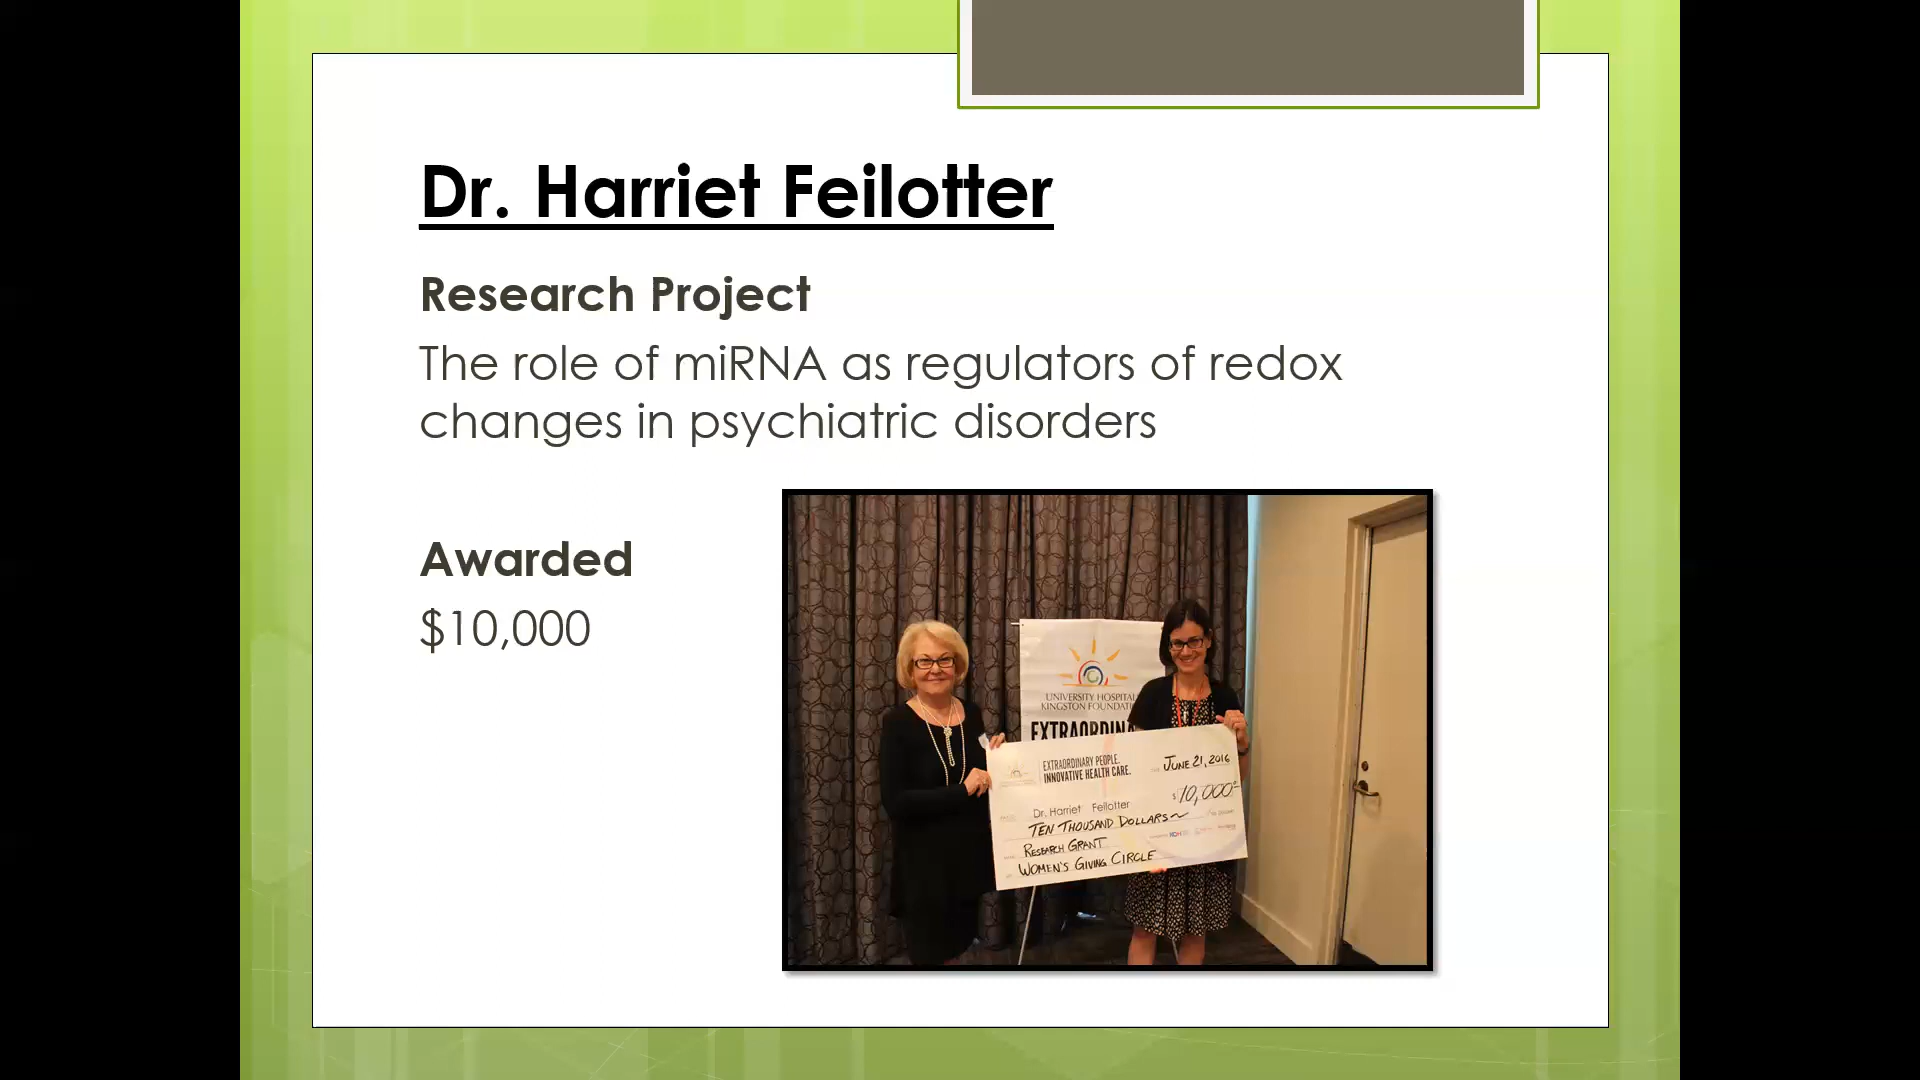 Dr. Harriet Feilotter
Research Project
The role of miRNA as regulators of redox
changes in psychiatric disorders
Awarded
$10,000
UNIVERSITY HOSPITAL
KINGSTON FOUNDATI
EXTRAORDINA
EXTRAORDINARY PEOPLE.
INNOVATIVE HEALTH CARE.
JUNE 21, 2016
$10,000
Dr. Harriet Feilotter
TEN THOUSAND DOLLARS
RESEARCH GRANT
WOMEN'S GIVING CIRCLE